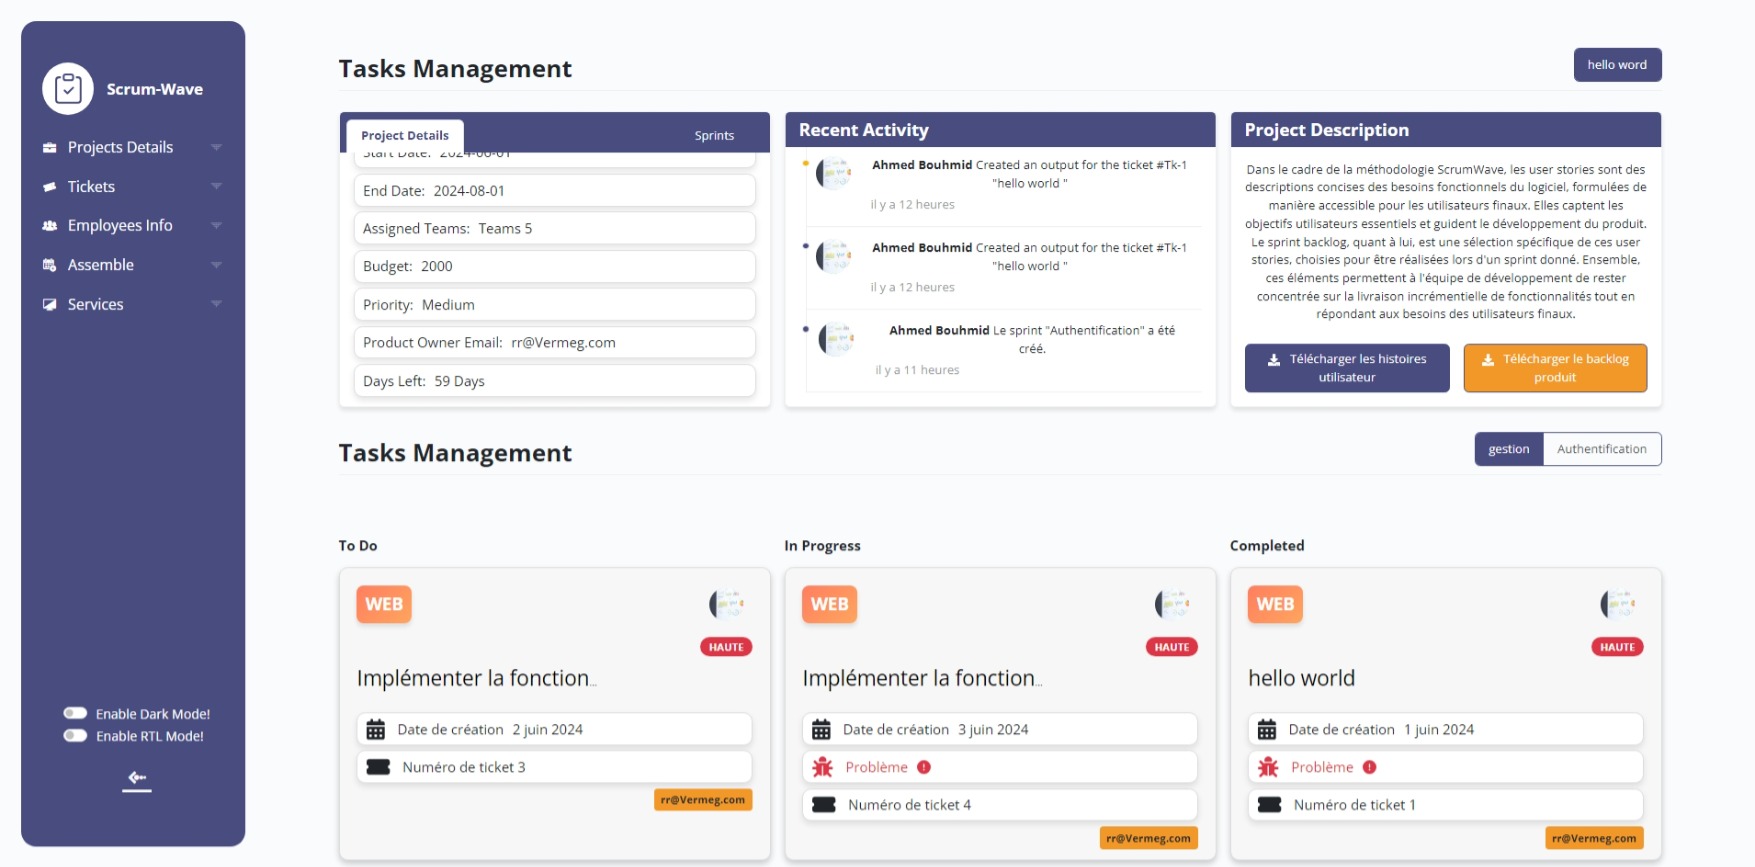 Scrum-Wave
Projects Details
Tickets
Employees Info
Assemble
Services
Enable Dark Mode!
Enable RTL Mode!
Tasks Management
hello word
Project Details
Sprints
Start Date: 2024-06-01
End Date: 2024-08-01
Assigned Teams: Teams 5
Budget: 2000
Priority: Medium
Product Owner Email: rr@Vermeg.com
Days Left: 59 Days
Recent Activity
Ahmed Bouhmid Created an output for the ticket #Tk-1
"hello world "
il y a 12 heures
Ahmed Bouhmid Created an output for the ticket #Tk-1
"hello world "
il y a 12 heures
Ahmed Bouhmid Le sprint "Authentification" a été
créé.
il y a 11 heures
Project Description
Dans le cadre de la méthodologie ScrumWave, les user stories sont des
descriptions concises des besoins fonctionnels du logiciel, formulées de
manière accessible pour les utilisateurs finaux. Elles captent les
objectifs utilisateurs essentiels et guident le développement du produit.
Le sprint backlog, quant à lui, est une sélection spécifique de ces user
stories, choisies pour être réalisées lors d'un sprint donné. Ensemble,
ces éléments permettent à l'équipe de développement de rester
concentrée sur la livraison incrémentielle de fonctionnalités tout en
répondant aux besoins des utilisateurs finaux.
Télécharger les histoires
utilisateur
Télécharger le backlog
produit
Tasks Management
gestion
Authentification
To Do
WEB
HAUTE
Implémenter la fonction...
Date de création 2 juin 2024
Numéro de ticket 3
rr@Vermeg.com
In Progress
WEB
HAUTE
Implémenter la fonction...
Date de création 3 juin 2024
Problème
Numéro de ticket 4
rr@Vermeg.com
Completed
WEB
HAUTE
hello world
Date de création 1 juin 2024
Problème
Numéro de ticket 1
rr@Vermeg.com